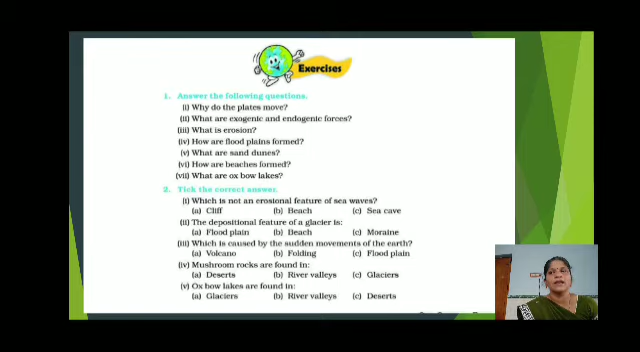 Exercises
1. Answer the following questions.
(i) Why do the plates move?
(ii) What are exogenic and endogenic forces?
(iii) What is erosion?
(iv) How are flood plains formed?
(v) What are sand dunes?
(vi) How are beaches formed?
(vii) What are ox bow lakes?
2. Tick the correct answer.
(i) Which is not an erosional feature of sea waves?
(a) Cliff (b) Beach (c) Sea cave
(ii) The depositional feature of a glacier is:
(a) Flood plain (b) Beach (c) Moraine
(iii) Which is caused by the sudden movements of the earth?
(a) Volcano (b) Folding (c) Flood plain
(iv) Mushroom rocks are found in:
(a) Deserts (b) River valleys (c) Glaciers
(v) Ox bow lakes are found in:
(a) Glaciers (b) River valleys (c) Deserts